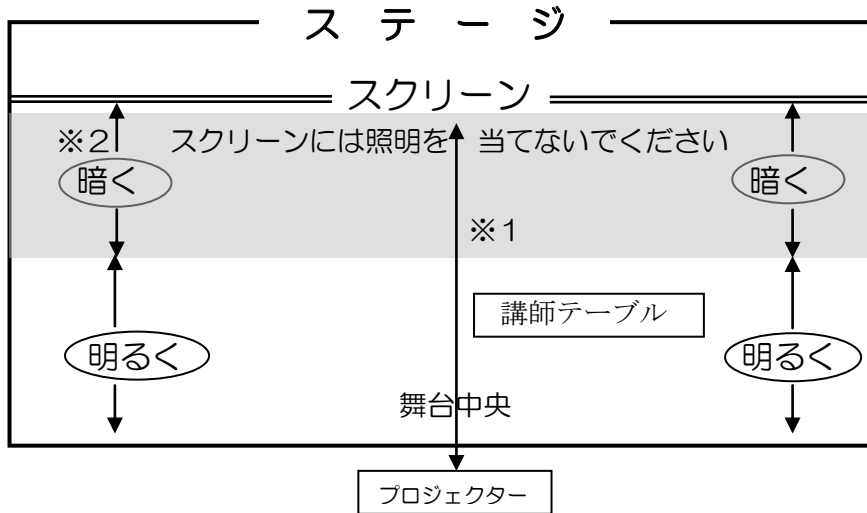 ステージ
スクリーン
※2 スクリーンには照明を 当てないでください
暗く 暗く
※1
講師テーブル
明るく 明るく
舞台中央
プロジェクター